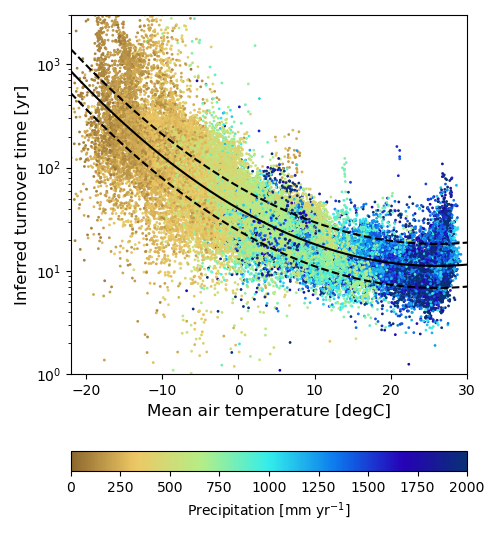 Inferred turnover time [yr]
10³
10²
10¹
10⁰
−20 −10 0 10 20 30
Mean air temperature [degC]
0 250 500 750 1000 1250 1500 1750 2000
Precipitation [mm yr⁻¹]